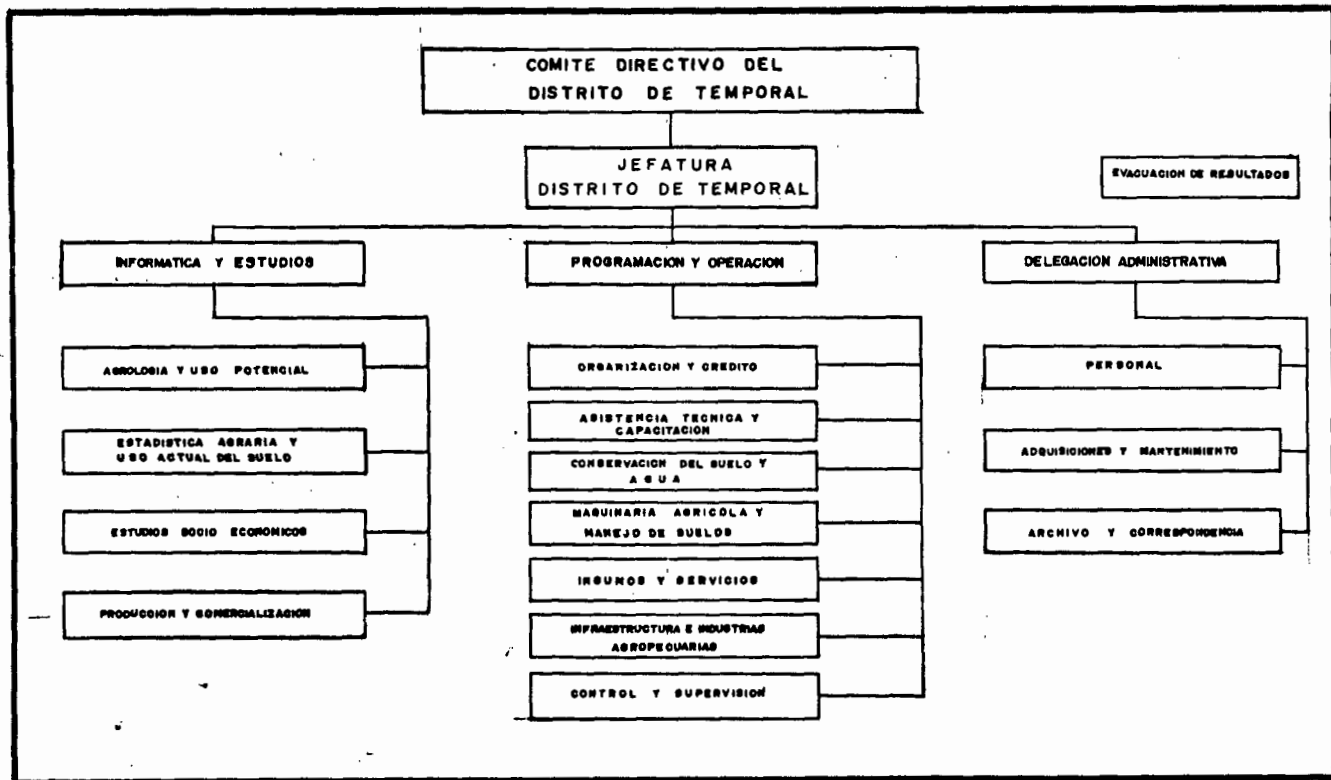 COMITE DIRECTIVO DEL
DISTRITO DE TEMPORAL
JEFATURA
DISTRITO DE TEMPORAL
EVACUACION DE RESULTADOS
INFORMATICA Y ESTUDIOS
PROGRAMACION Y OPERACION
DELEGACION ADMINISTRATIVA
AGROLOGIA Y USO POTENCIAL
ESTADISTICA AGRARIA Y
USO ACTUAL DEL SUELO
ESTUDIOS SOCIO ECONOMICOS
PRODUCCION Y COMERCIALIZACION
ORGANIZACION Y CREDITO
ASISTENCIA TECNICA Y
CAPACITACION
CONSERVACION DEL SUELO Y
AGUA
MAQUINARIA AGRICOLA Y
MANEJO DE SUELOS
INSUMOS Y SERVICIOS
INFRAESTRUCTURA E INDUSTRIAS
AGROPECUARIAS
CONTROL Y SUPERVISION
PERSONAL
ADQUISICIONES Y MANTENIMIENTO
ARCHIVO Y CORRESPONDENCIA